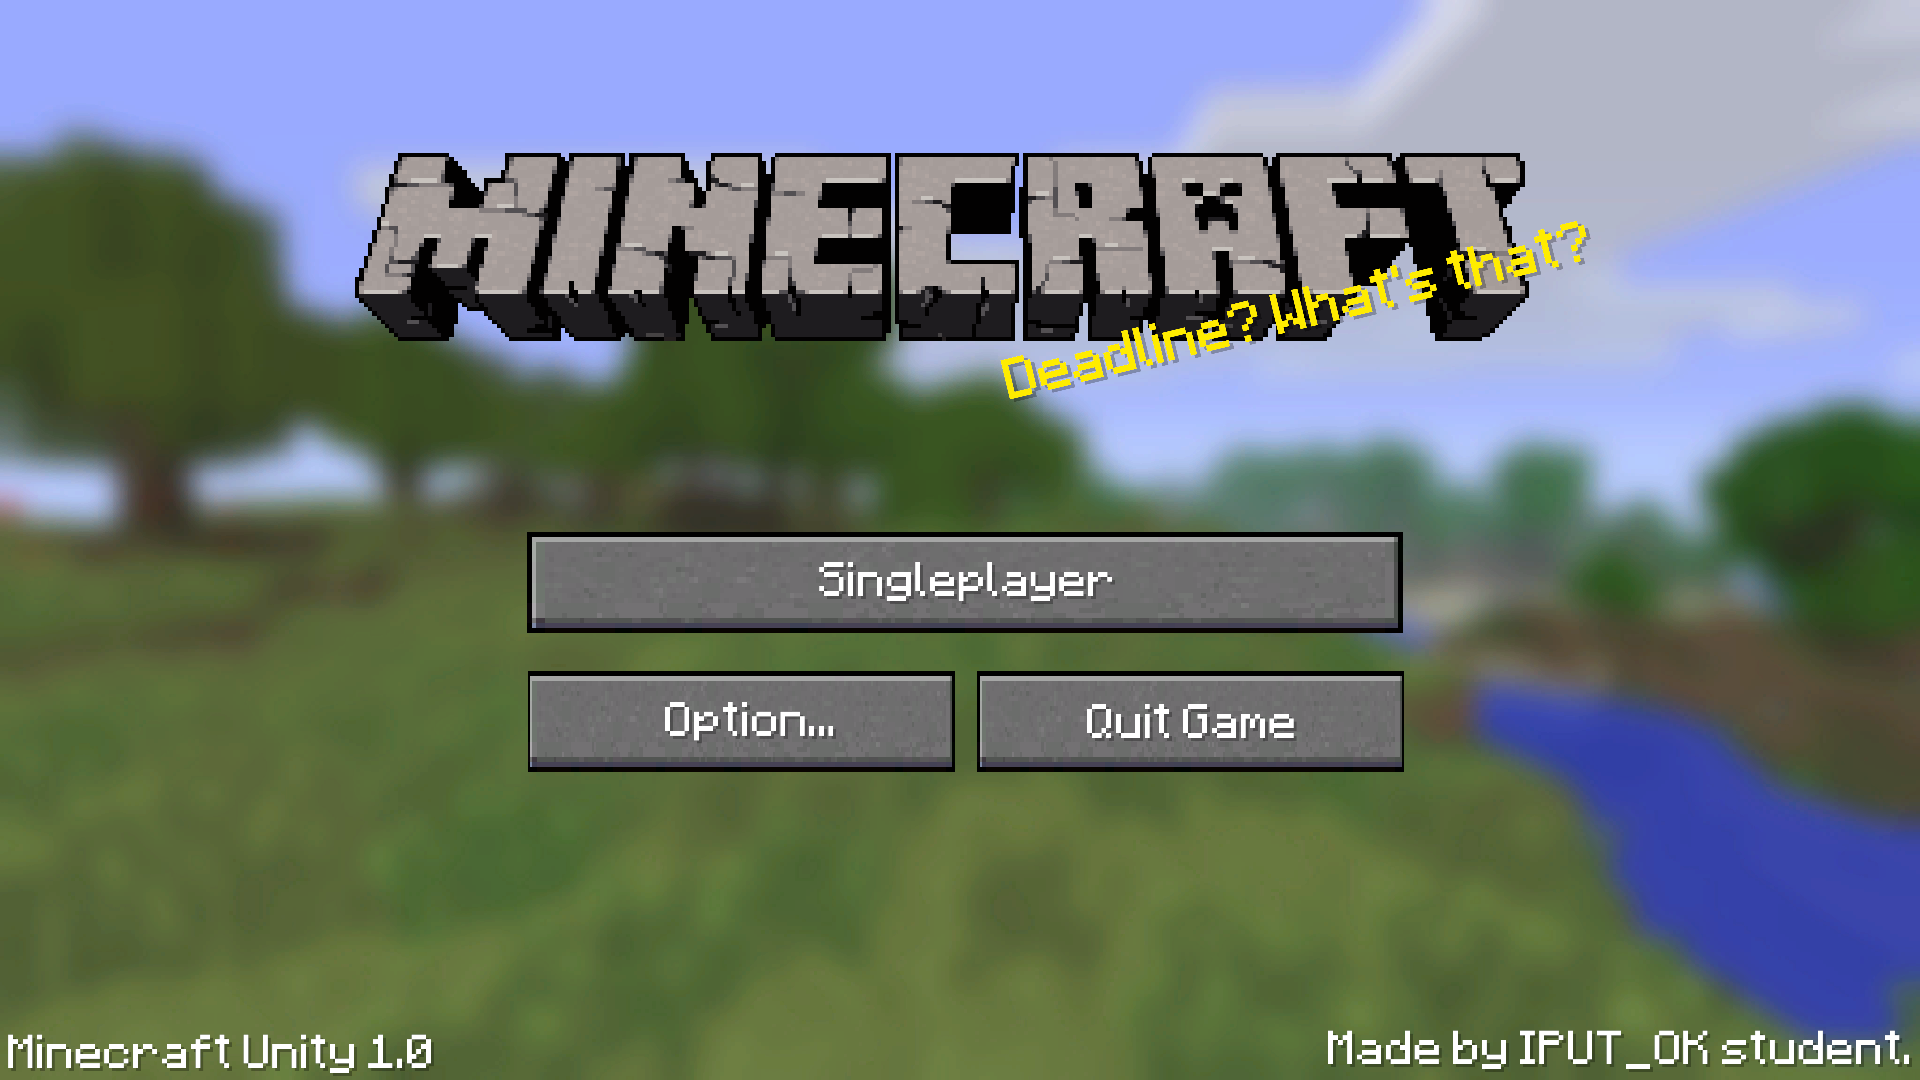 MINECRAFT
Deadline? What's that?
Singleplayer
Option...
Quit Game
Minecraft Unity 1.0
Made by IPUT_OK student.